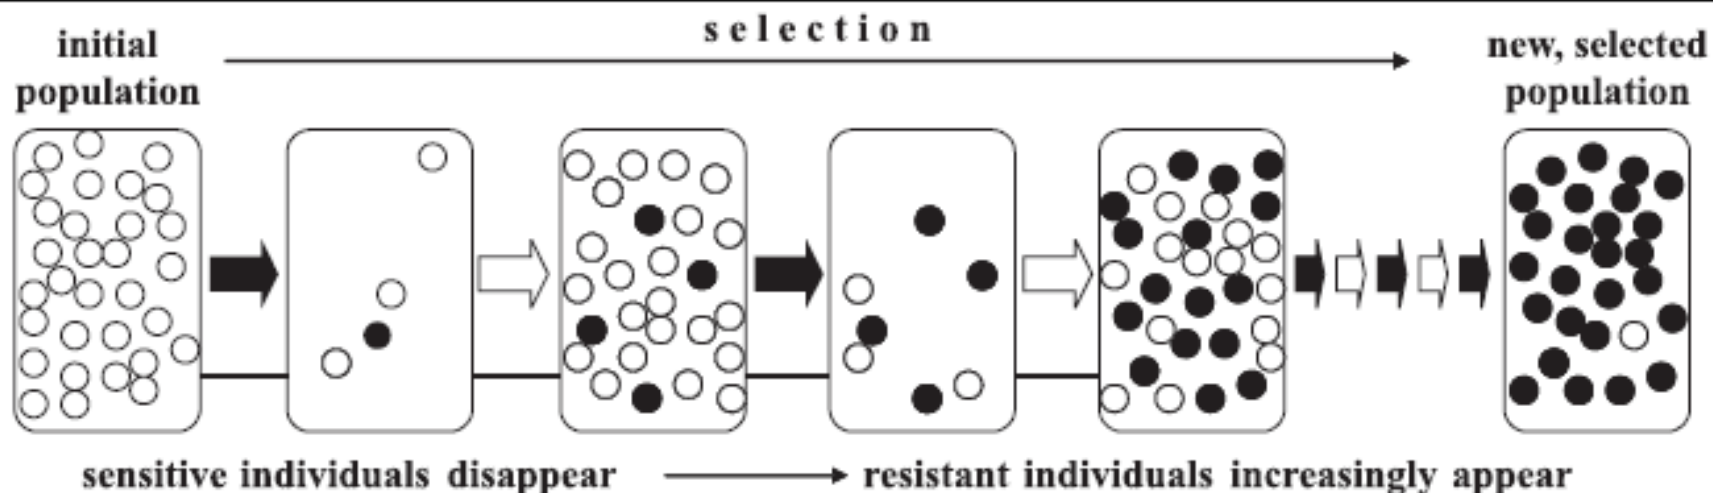 selection
initial
population
new, selected
population
sensitive individuals disappear
resistant individuals increasingly appear